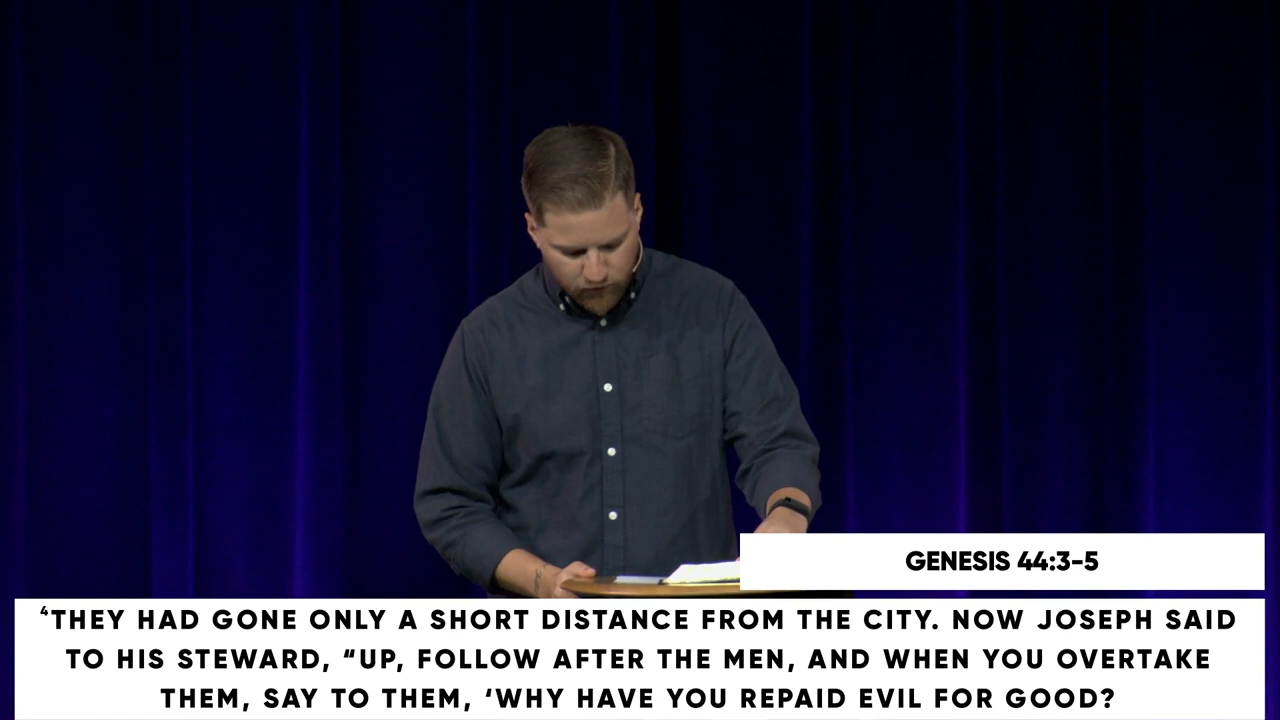 GENESIS 44:3-5
⁴THEY HAD GONE ONLY A SHORT DISTANCE FROM THE CITY. NOW JOSEPH SAID
TO HIS STEWARD, “UP, FOLLOW AFTER THE MEN, AND WHEN YOU OVERTAKE
THEM, SAY TO THEM, ‘WHY HAVE YOU REPAID EVIL FOR GOOD?